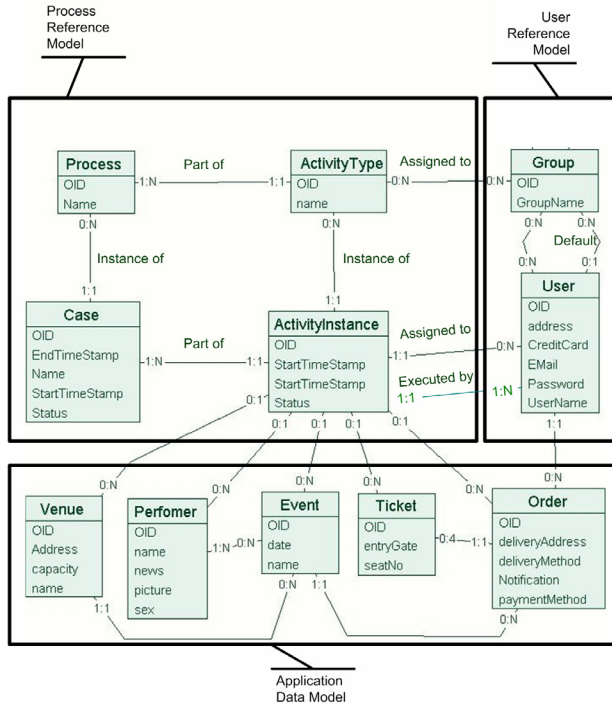 Process
Reference
Model
User
Reference
Model
Process
OID
Name
1:N
Part of
1:1
ActivityType
OID
name
0:N
Assigned to
0:N
Group
OID
GroupName
0:N
0:N
0:N
0:N
Instance of
Instance of
Default
1:1
1:1
0:N
0:1
Case
OID
EndTimeStamp
Name
StartTimeStamp
Status
1:N
Part of
1:1
ActivityInstance
OID
StartTimeStamp
StartTimeStamp
Status
1:1
Assigned to
0:N
Executed by
1:1
1:N
User
OID
address
CreditCard
EMail
Password
UserName
0:1
0:1
0:1
0:1
0:1
1:1
0:N
0:N
0:N
0:N
0:N
0:N
Venue
OID
Address
capacity
name
Perfomer
OID
name
news
picture
sex
1:N
0:N
Event
OID
date
name
Ticket
OID
entryGate
seatNo
0:4
1:1
Order
OID
deliveryAddress
deliveryMethod
Notification
paymentMethod
1:1
0:N
1:1
0:N
Application
Data Model